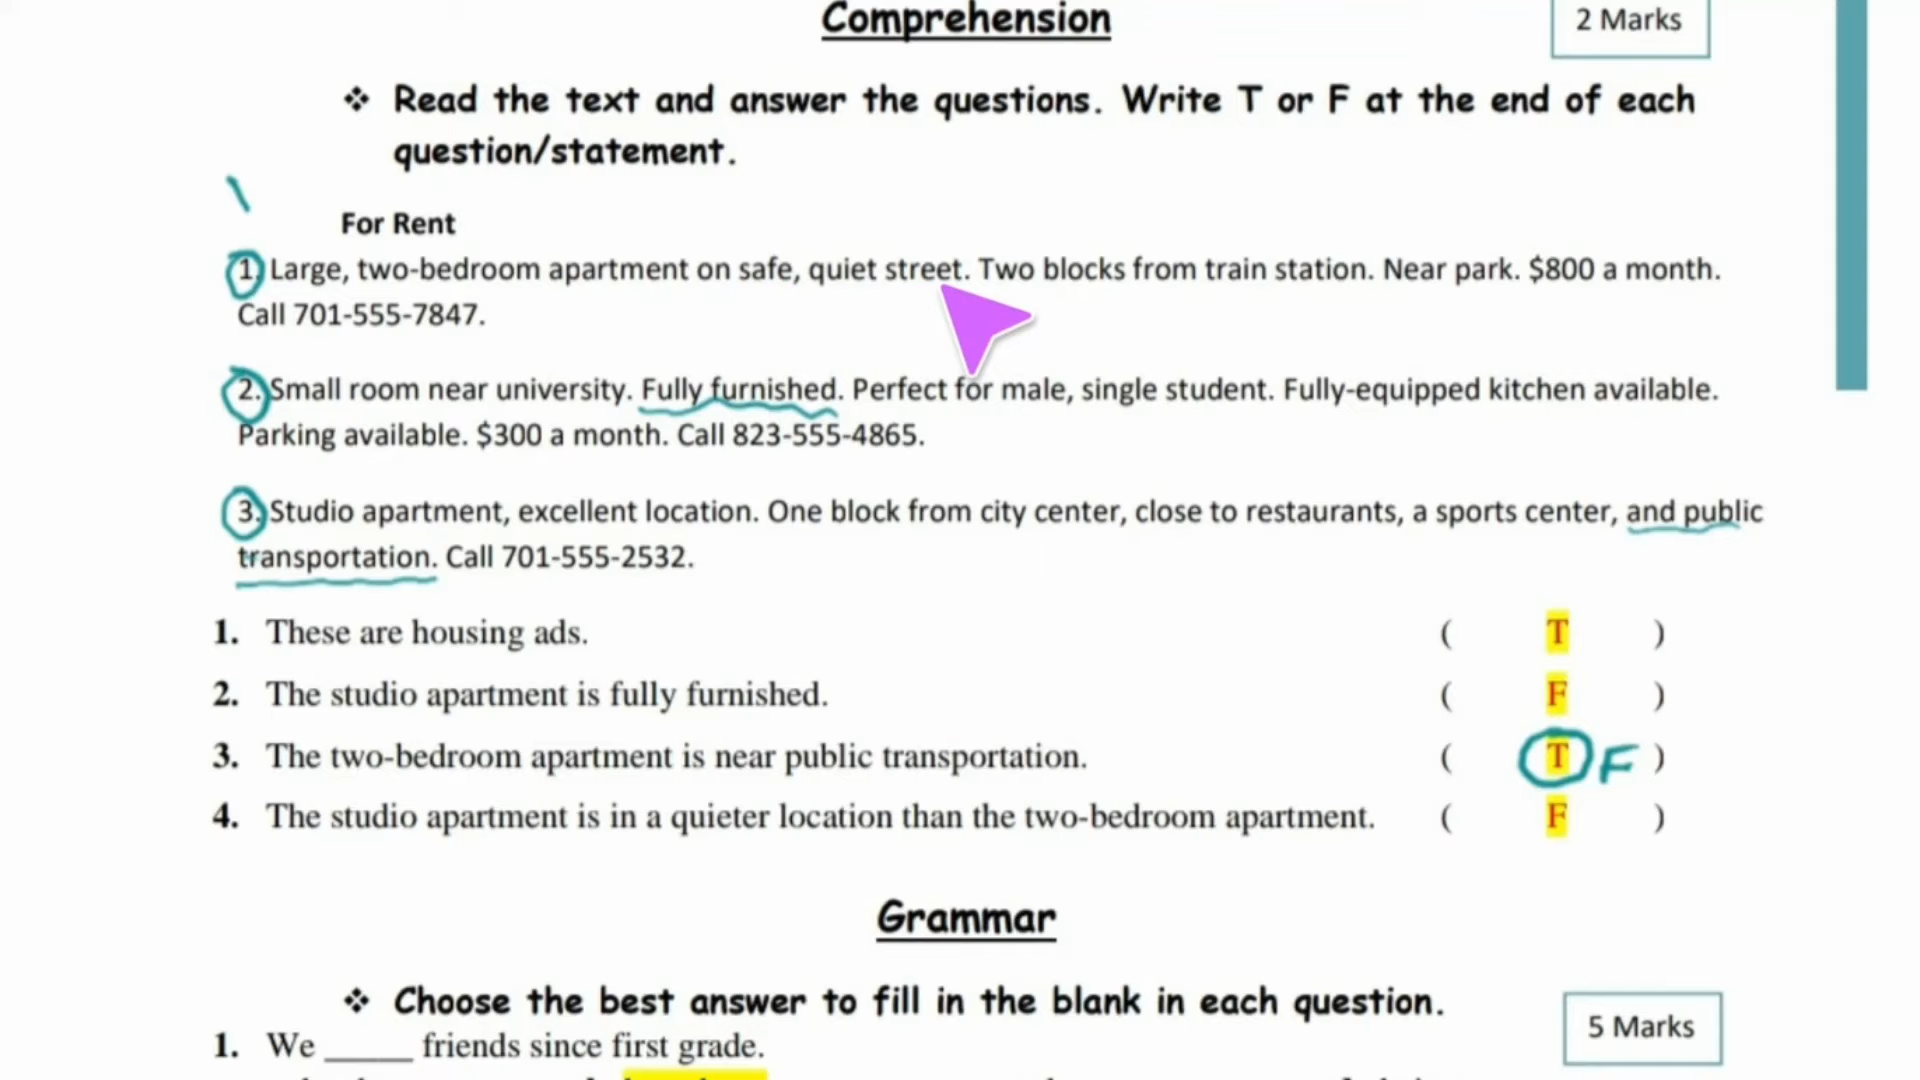 Comprehension
2 Marks
❖ Read the text and answer the questions. Write T or F at the end of each
question/statement.
For Rent
1. Large, two-bedroom apartment on safe, quiet street. Two blocks from train station. Near park. $800 a month.
Call 701-555-7847.
2. Small room near university. Fully furnished. Perfect for male, single student. Fully-equipped kitchen available.
Parking available. $300 a month. Call 823-555-4865.
3. Studio apartment, excellent location. One block from city center, close to restaurants, a sports center, and public
transportation. Call 701-555-2532.
1. These are housing ads. ( T )
2. The studio apartment is fully furnished. ( F )
3. The two-bedroom apartment is near public transportation. ( T F )
4. The studio apartment is in a quieter location than the two-bedroom apartment. ( F )
Grammar
❖ Choose the best answer to fill in the blank in each question.
5 Marks
1. We _____ friends since first grade.